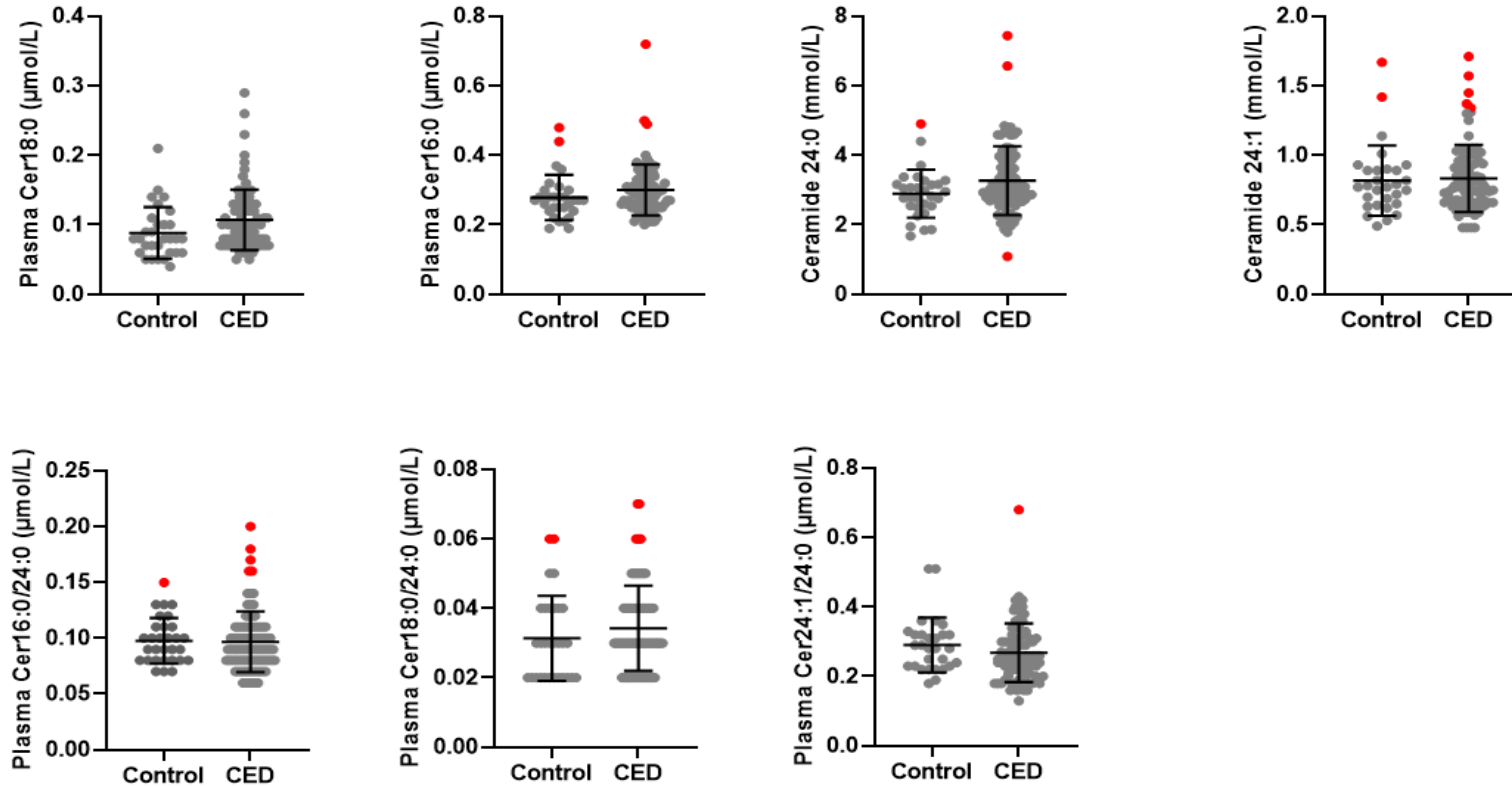 Plasma Cer18:0 (µmol/L)
0.4
0.3
0.2
0.1
0.0
Control CED
Plasma Cer16:0 (µmol/L)
0.8
0.6
0.4
0.2
0.0
Control CED
Ceramide 24:0 (mmol/L)
8
6
4
2
0
Control CED
Ceramide 24:1 (mmol/L)
2.0
1.5
1.0
0.5
0.0
Control CED
Plasma Cer16:0/24:0 (µmol/L)
0.25
0.20
0.15
0.10
0.05
0.00
Control CED
Plasma Cer18:0/24:0 (µmol/L)
0.08
0.06
0.04
0.02
0.00
Control CED
Plasma Cer24:1/24:0 (µmol/L)
0.8
0.6
0.4
0.2
0.0
Control CED